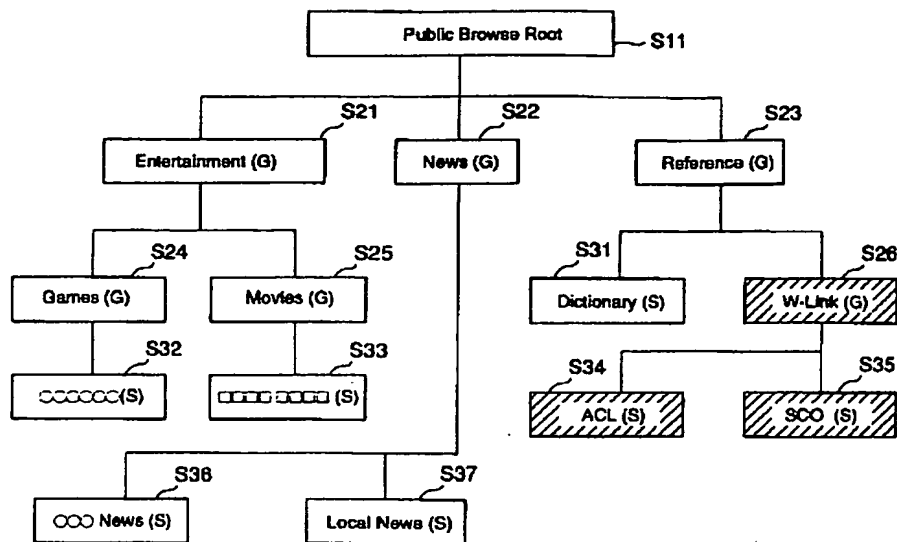 Public Browse Root
S11
S21
S22
S23
Entertainment (G)
News (G)
Reference (G)
S24
S25
S31
S26
Games (G)
Movies (G)
Dictionary (S)
W-Link (G)
S32
S33
S34
S35
○○○○○○(S)
□□□□ □□□□ (S)
ACL (S)
SCO (S)
S36
S37
○○○ News (S)
Local News (S)